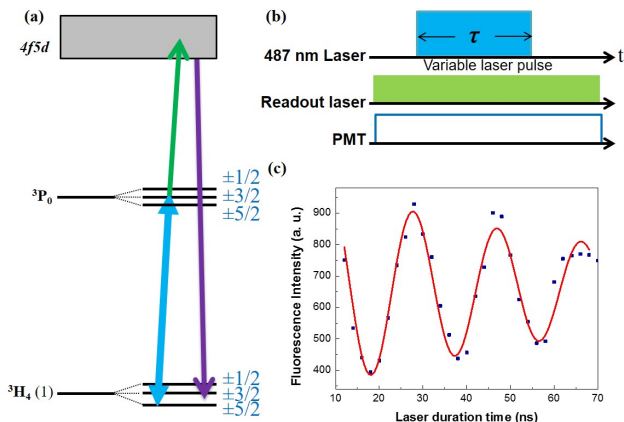 (a)
4f5d
±1/2
³P₀
±3/2
±5/2
±1/2
³H₄ (1)
±3/2
±5/2
(b)
τ
487 nm Laser
t
Variable laser pulse
Readout laser
PMT
(c)
Fluorescence Intensity (a. u.)
900
800
700
600
500
400
10 20 30 40 50 60 70
Laser duration time (ns)